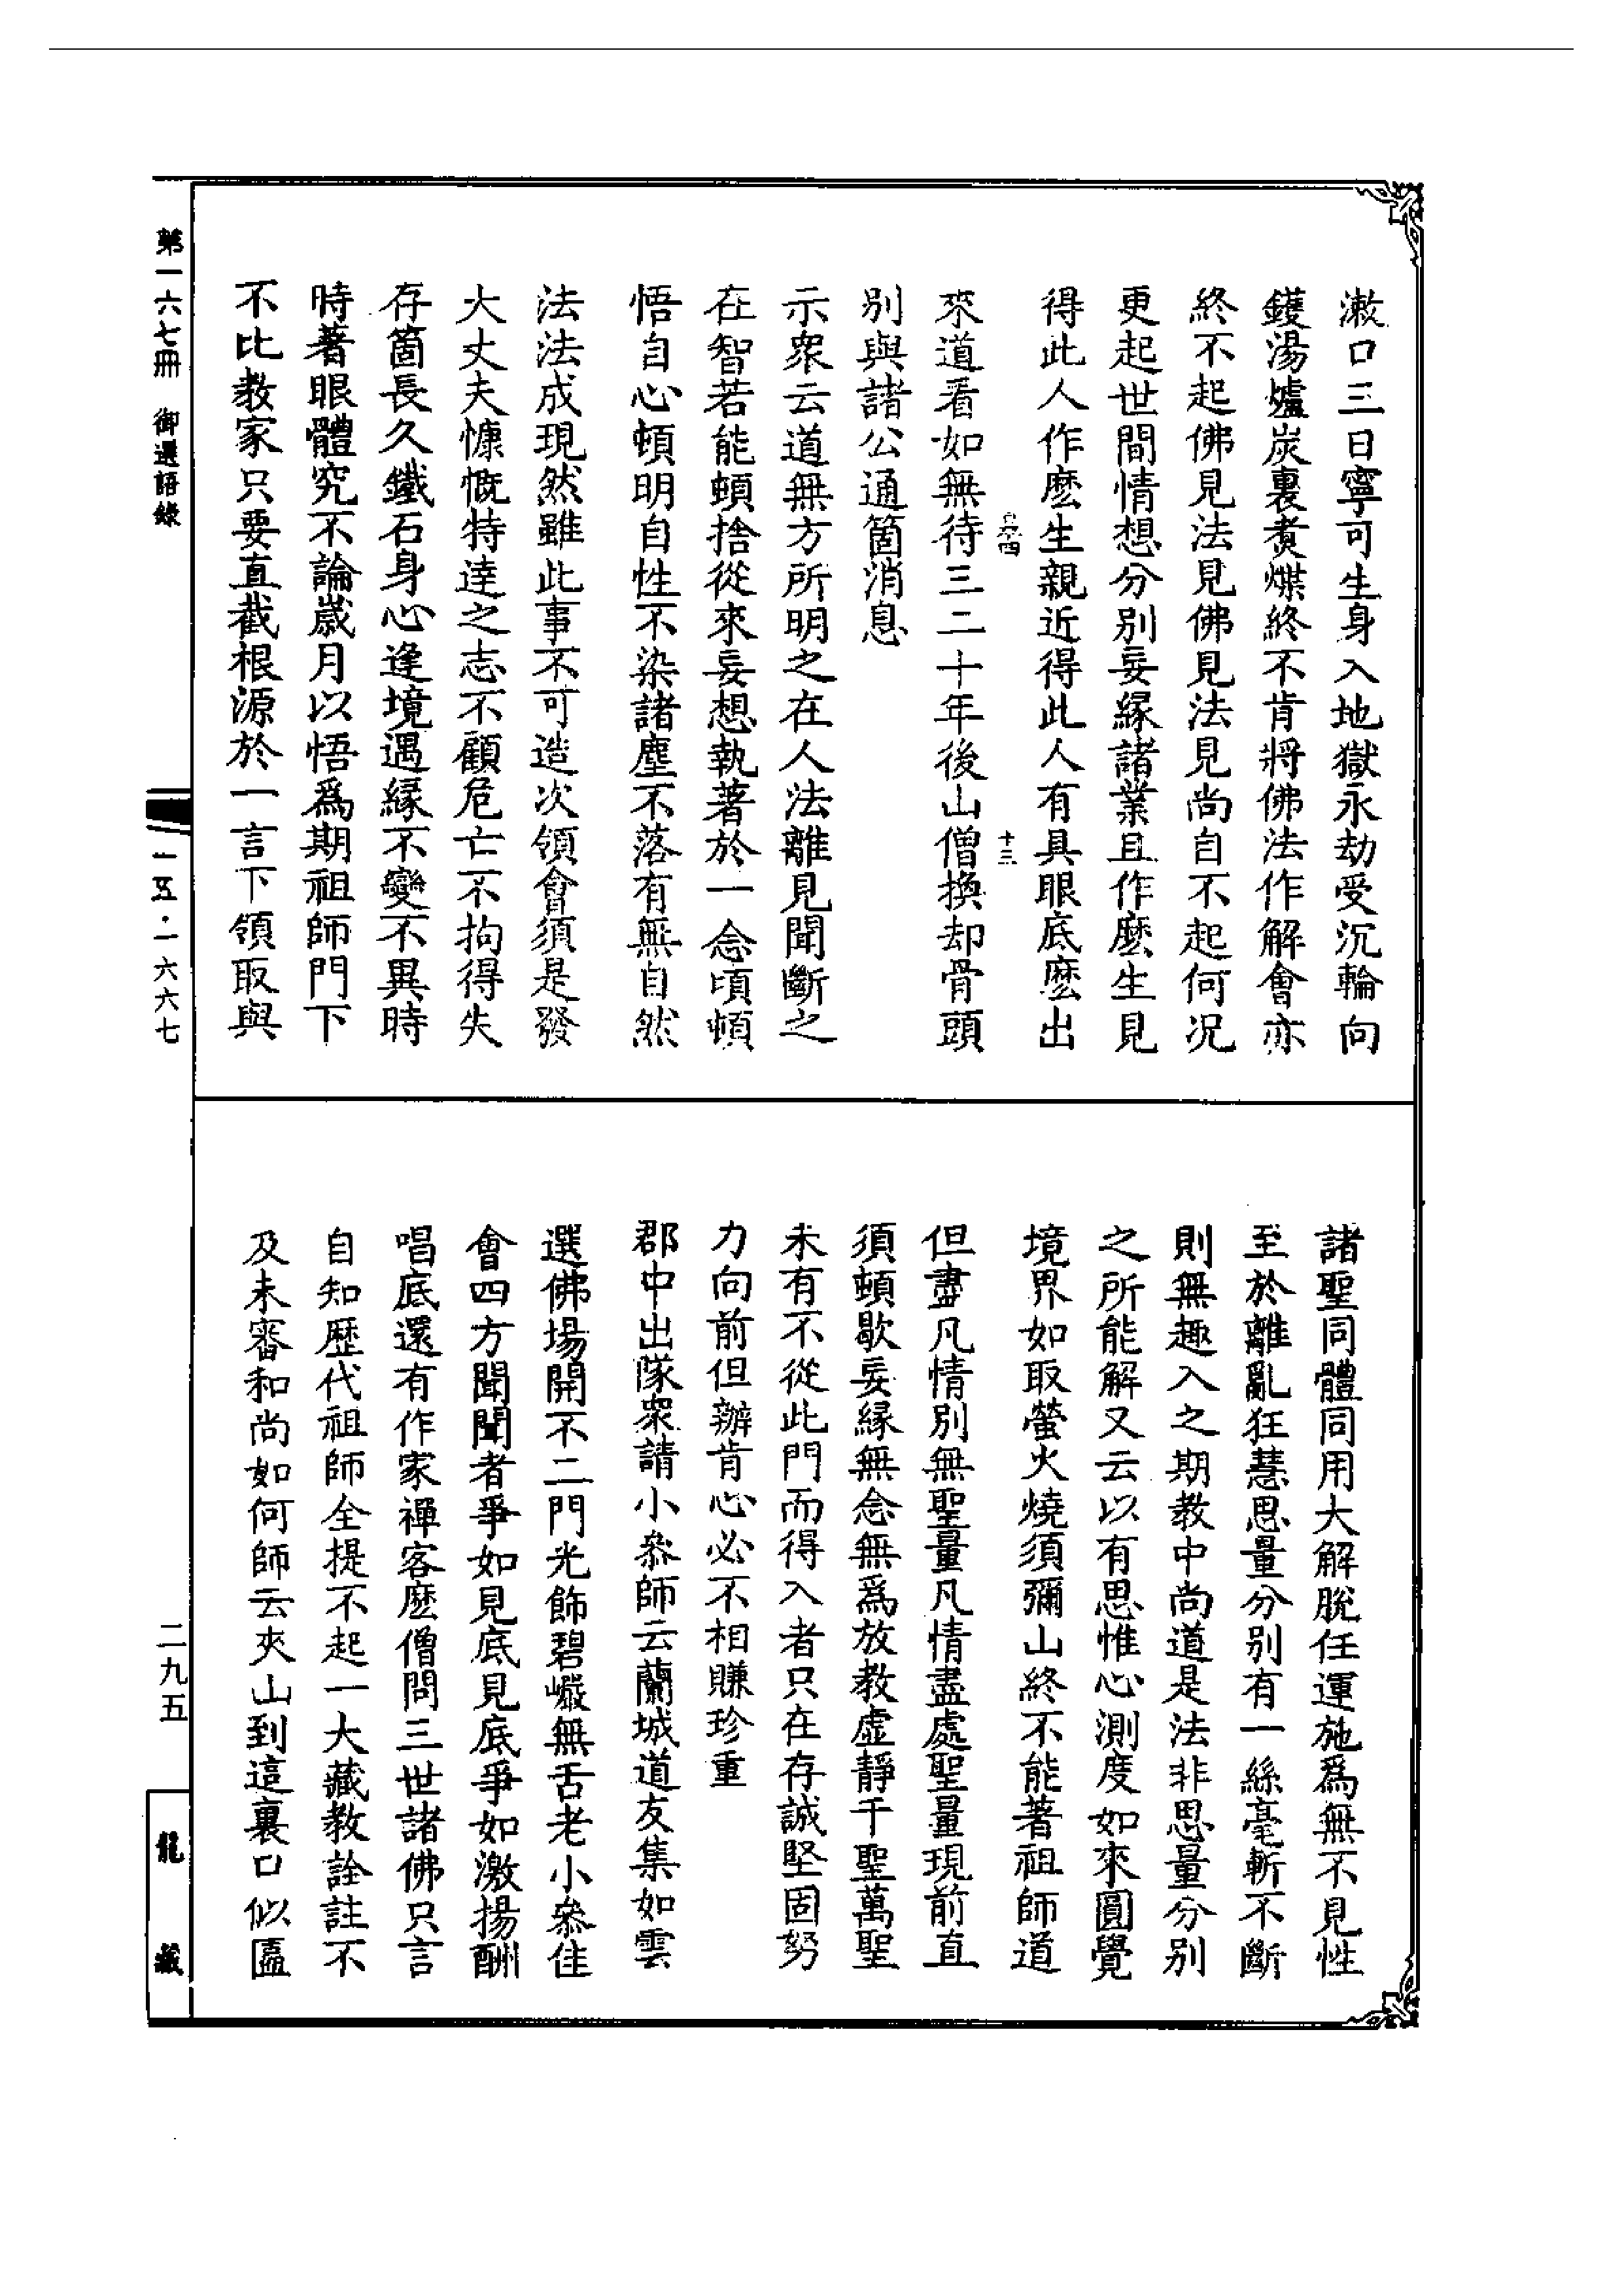 漱口三日寧可生身入地獄永劫受沉輪向
鑊湯爐炭裏煑煠終不肯將佛法作解會亦
終不起佛見法見佛見法見尚自不起何况
更起世間情想分別妄縁諸業且作麽生見
得此人作麽生親近得此人有具眼底麽出
十三
來道看如無待三二十年後山僧換却骨頭
別與諸公通箇消息
示衆云道無方所明之在人法離見聞斷之
在智若能頓捨從來妄想執著於一念頃頓
悟自心頓明自性不染諸塵不落有無自然
法法成現然雖此事不可造次領會須是發
大丈夫慷慨特達之志不顧危亡不拘得失
存箇長久鐵石身心逢境遇縁不變不異時
時著眼體究不論歲月以悟爲期祖師門下
不比教家只要直截根源於一言下領取與
諸聖同體同用大解脫任運施爲無不見性
至於離亂狂慧思量分別有一絲毫斬不斷
則無趣入之期教中尚道是法非思量分別
之所能解又云以有思惟心測度如來圓覺
境界如取螢火燒須彌山終不能著祖師道
但盡凡情別無聖量凡情盡處聖量現前直
須頓歇妄縁無念無爲放教虛靜千聖萬聖
未有不從此門而得入者只在存誠堅固努
力向前但辦肯心必不相賺珍重
郡中出隊衆請小叅師云蘭城道友集如雲
選佛場開不二門光飾碧巖無舌老小叅佳
會四方聞聞者爭如見底見底爭如激揚酬
唱底還有作家禪客麽僧問三世諸佛只言
自知歷代祖師全提不起一大藏教詮註不
及未審和尚如何師云夾山到這裏口似匾
第一六七冊 御選語錄
一五·一六六七
二九五
龍藏